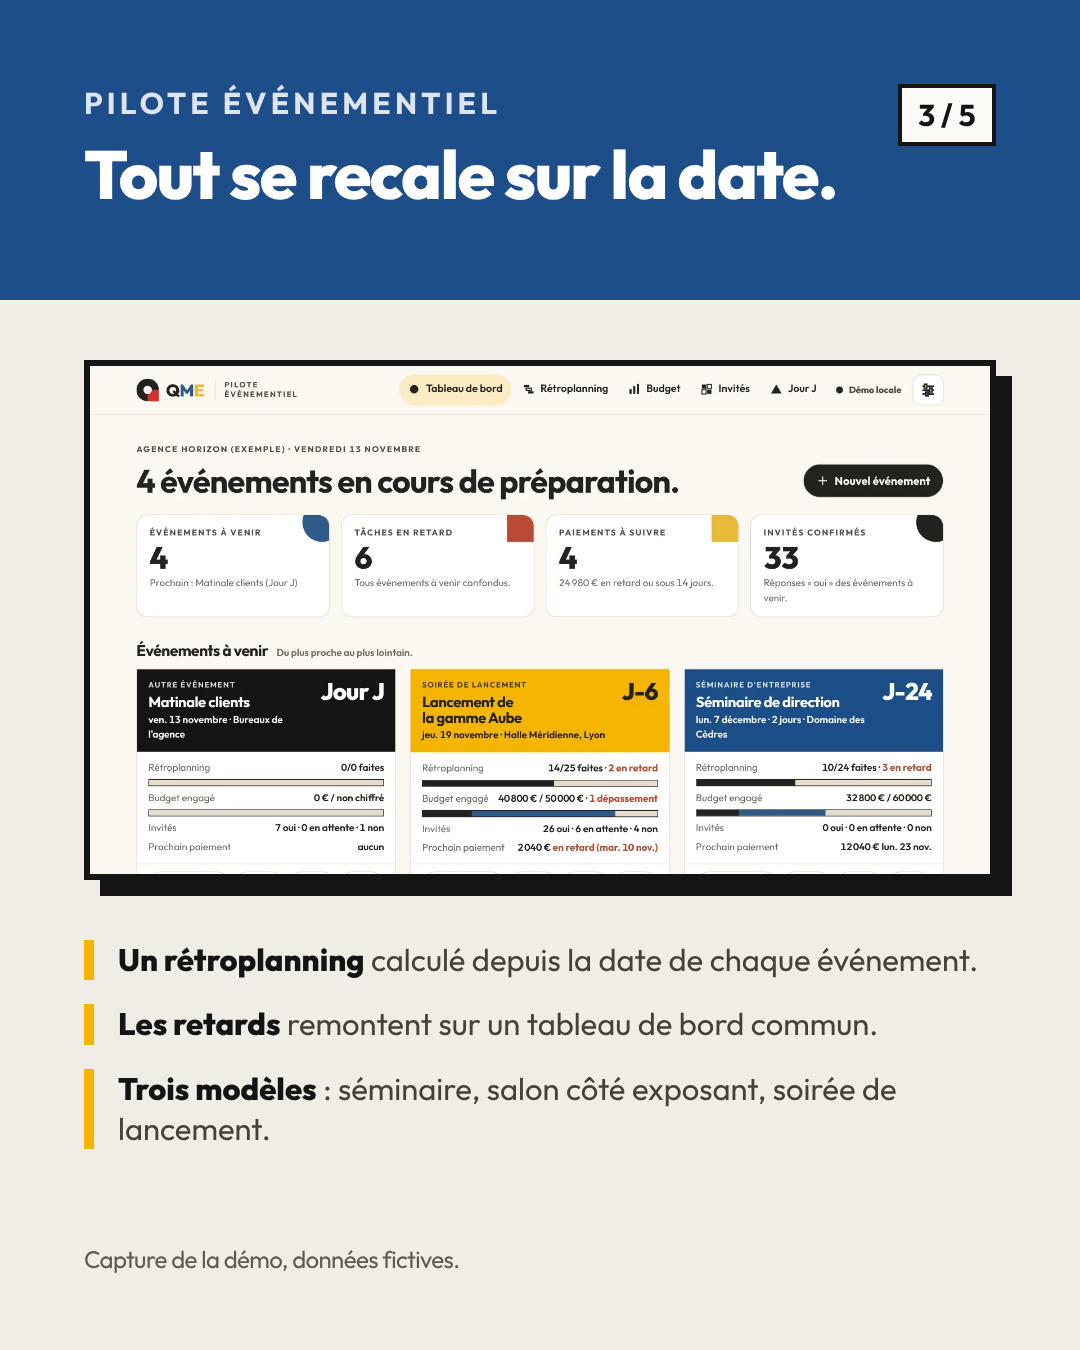 PILOTE ÉVÉNEMENTIEL
3 / 5
Tout se recale sur la date.
QME
PILOTE
ÉVÉNEMENTIEL
Tableau de bord
Rétroplanning
Budget
Invités
Jour J
Démo locale
AGENCE HORIZON (EXEMPLE) · VENDREDI 13 NOVEMBRE
4 événements en cours de préparation.
+ Nouvel événement
ÉVÉNEMENTS À VENIR
4
Prochain : Matinale clients (Jour J)
TÂCHES EN RETARD
6
Tous événements à venir confondus.
PAIEMENTS À SUIVRE
4
24 980 € en retard ou sous 14 jours.
INVITÉS CONFIRMÉS
33
Réponses « oui » des événements à
venir.
Événements à venir Du plus proche au plus lointain.
AUTRE ÉVÉNEMENT
Matinale clients
Jour J
ven. 13 novembre · Bureaux de
l'agence
Rétroplanning 0/0 faites
Budget engagé 0 € / non chiffré
Invités 7 oui · 0 en attente · 1 non
Prochain paiement aucun
SOIRÉE DE LANCEMENT
Lancement de
la gamme Aube
J-6
jeu. 19 novembre · Halle Méridienne, Lyon
Rétroplanning 14/25 faites · 2 en retard
Budget engagé 40 800 € / 50 000 € · 1 dépassement
Invités 26 oui · 6 en attente · 4 non
Prochain paiement 2 040 € en retard (mar. 10 nov.)
SÉMINAIRE D'ENTREPRISE
Séminaire de direction
J-24
lun. 7 décembre · 2 jours · Domaine des
Cèdres
Rétroplanning 10/24 faites · 3 en retard
Budget engagé 32 800 € / 60 000 €
Invités 0 oui · 0 en attente · 0 non
Prochain paiement 12 040 € lun. 23 nov.
Un rétroplanning calculé depuis la date de chaque événement.
Les retards remontent sur un tableau de bord commun.
Trois modèles : séminaire, salon côté exposant, soirée de
lancement.
Capture de la démo, données fictives.